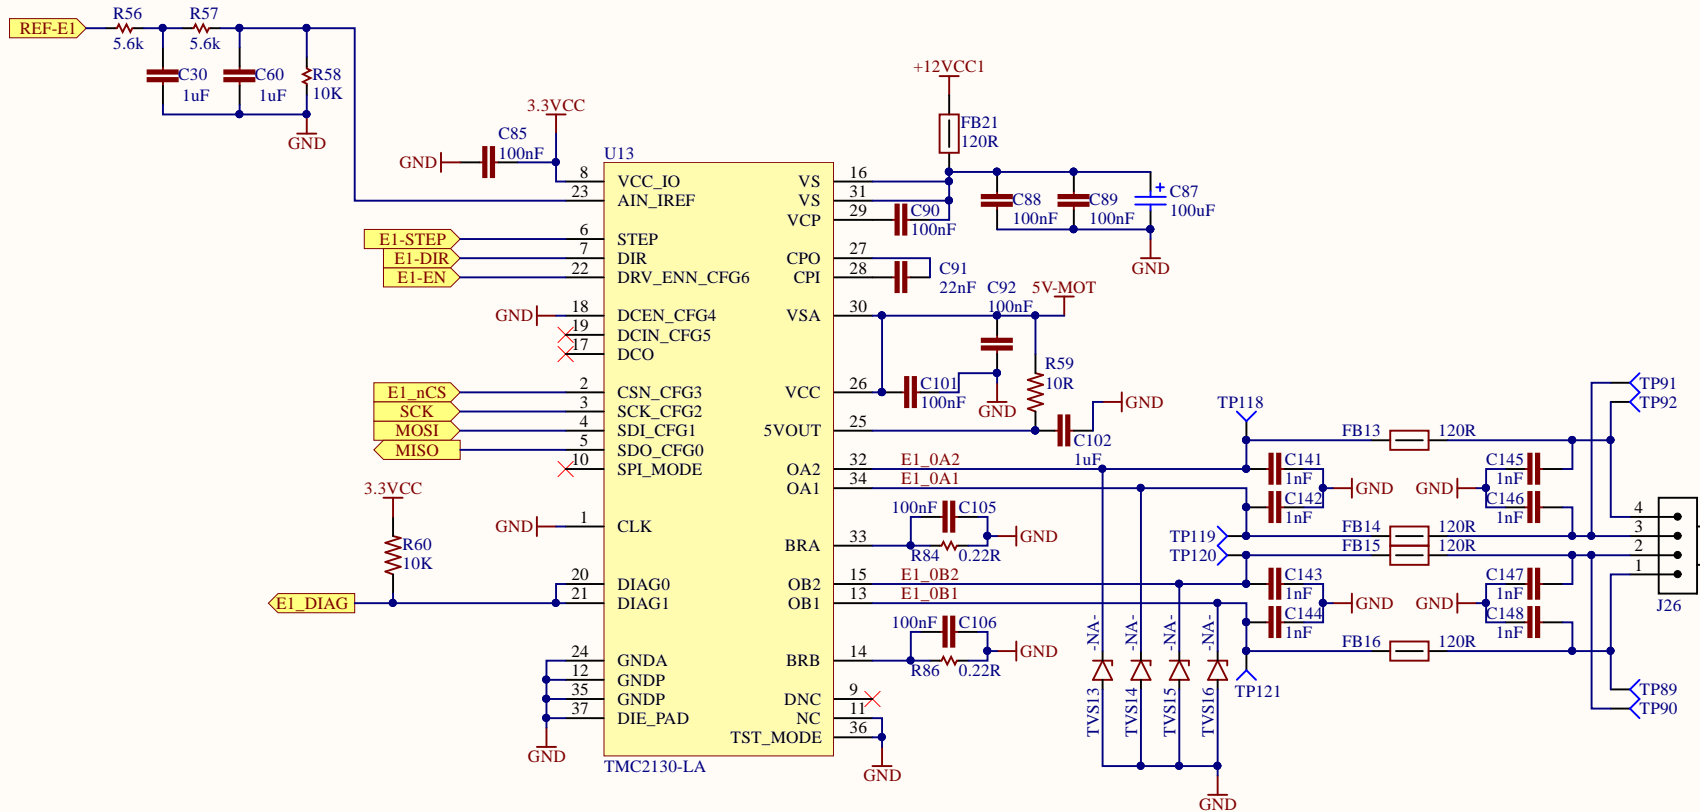 REF-E1
R56
5.6k
R57
5.6k
C30
1uF
C60
1uF
R58
10K
GND
3.3VCC
C85
100nF
GND
+12VCC1
FB21
120R
U13
8 VCC_IO
23 AIN_IREF
E1-STEP 6 STEP
E1-DIR 7 DIR
E1-EN 22 DRV_ENN_CFG6
GND 18 DCEN_CFG4
19 DCIN_CFG5
17 DCO
E1_nCS 2 CSN_CFG3
SCK 3 SCK_CFG2
MOSI 4 SDI_CFG1
MISO 5 SDO_CFG0
10 SPI_MODE
3.3VCC
GND 1 CLK
R60
10K
20 DIAG0
E1_DIAG 21 DIAG1
24 GNDA
12 GNDP
35 GNDP
37 DIE_PAD
GND
TMC2130-LA
VS 16
VS 31
VCP 29
C90
100nF
C88
100nF
C89
100nF
+
C87
100uF
GND
CPO 27
CPI 28
C91
22nF
C92
100nF
5V-MOT
VSA 30
R59
10R
VCC 26
C101
100nF
GND
GND
5VOUT 25
C102
1uF
OA2 32 E1_0A2
OA1 34 E1_0A1
100nF C105
GND
BRA 33
R84 0.22R
OB2 15 E1_0B2
OB1 13 E1_0B1
100nF C106
GND
BRB 14
R86 0.22R
DNC 9
NC 11
TST_MODE 36
GND
-NA-
-NA-
-NA-
-NA-
TVS13
TVS14
TVS15
TVS16
GND
TP118
TP91
TP92
FB13 120R
C141
1nF
GND
C142
1nF
C145
1nF
GND
C146
1nF
TP119
FB14 120R
TP120
FB15 120R
4
3
2
1
J26
C143
1nF
GND
C144
1nF
C147
1nF
GND
C148
1nF
FB16 120R
TP121
TP89
TP90